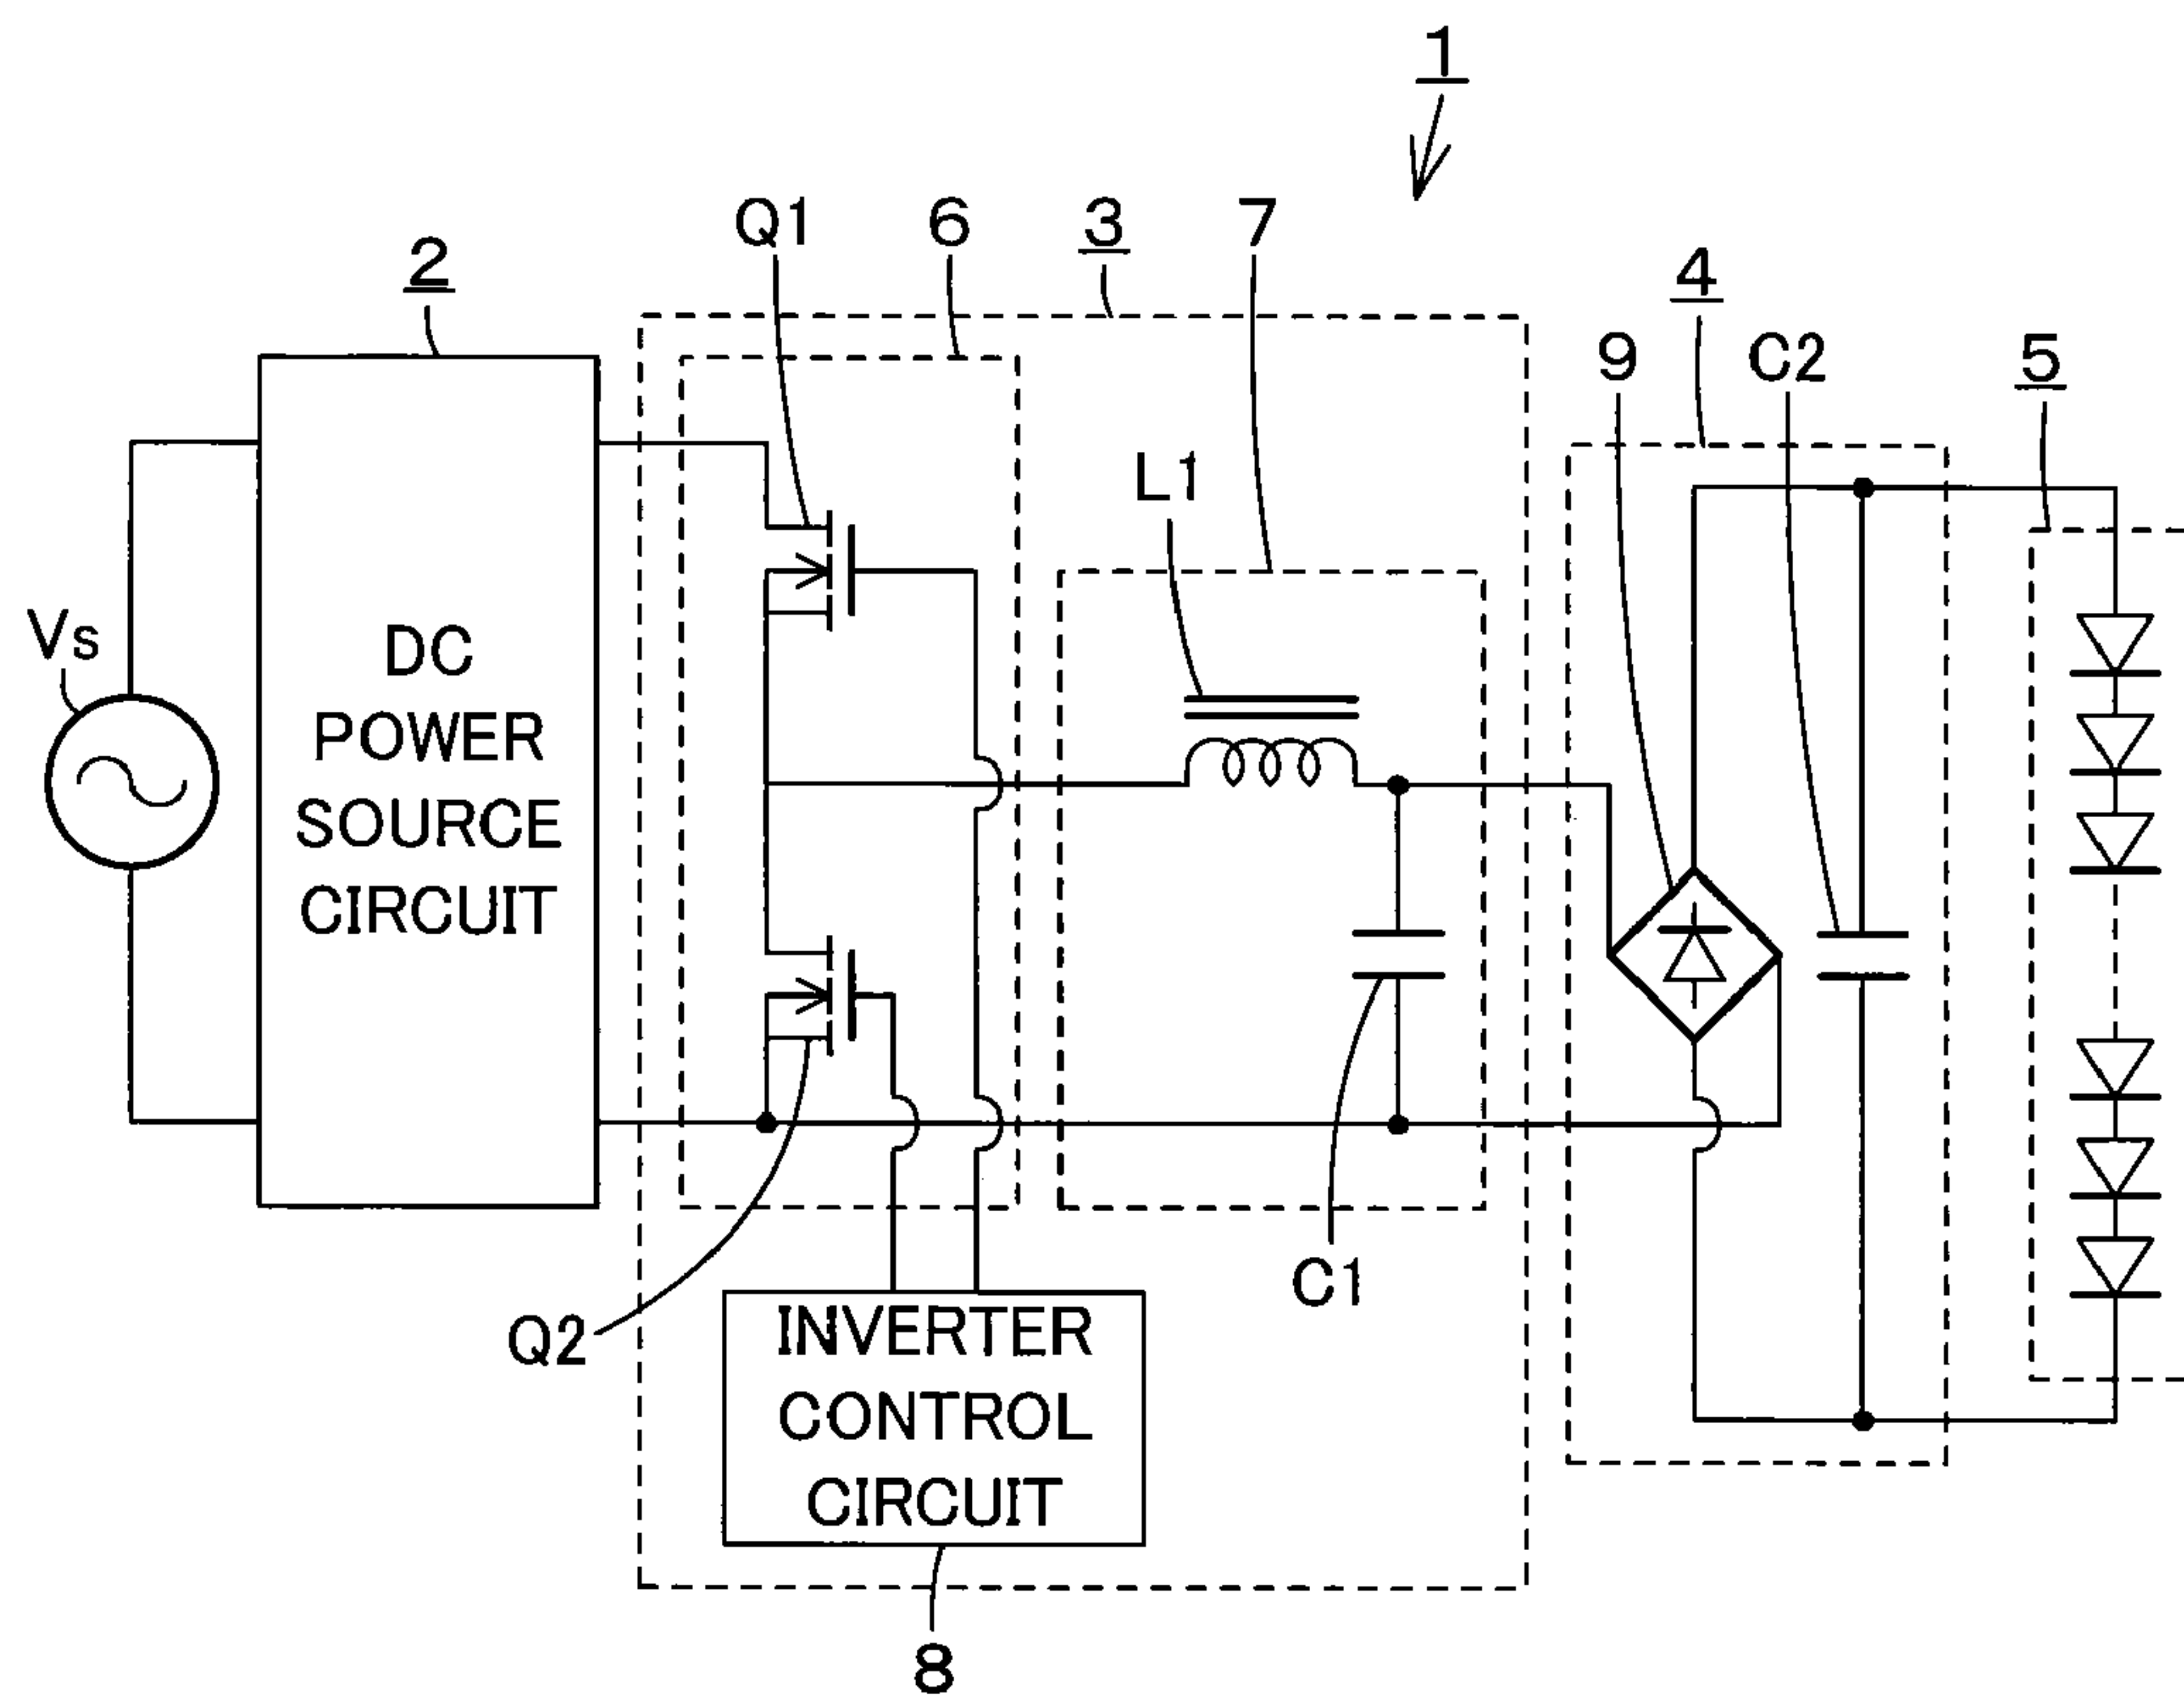 1
Q1 6 3 7
2
4
9 C2 5
L1
Vs
DC
POWER
SOURCE
CIRCUIT
C1
Q2
INVERTER
CONTROL
CIRCUIT
8